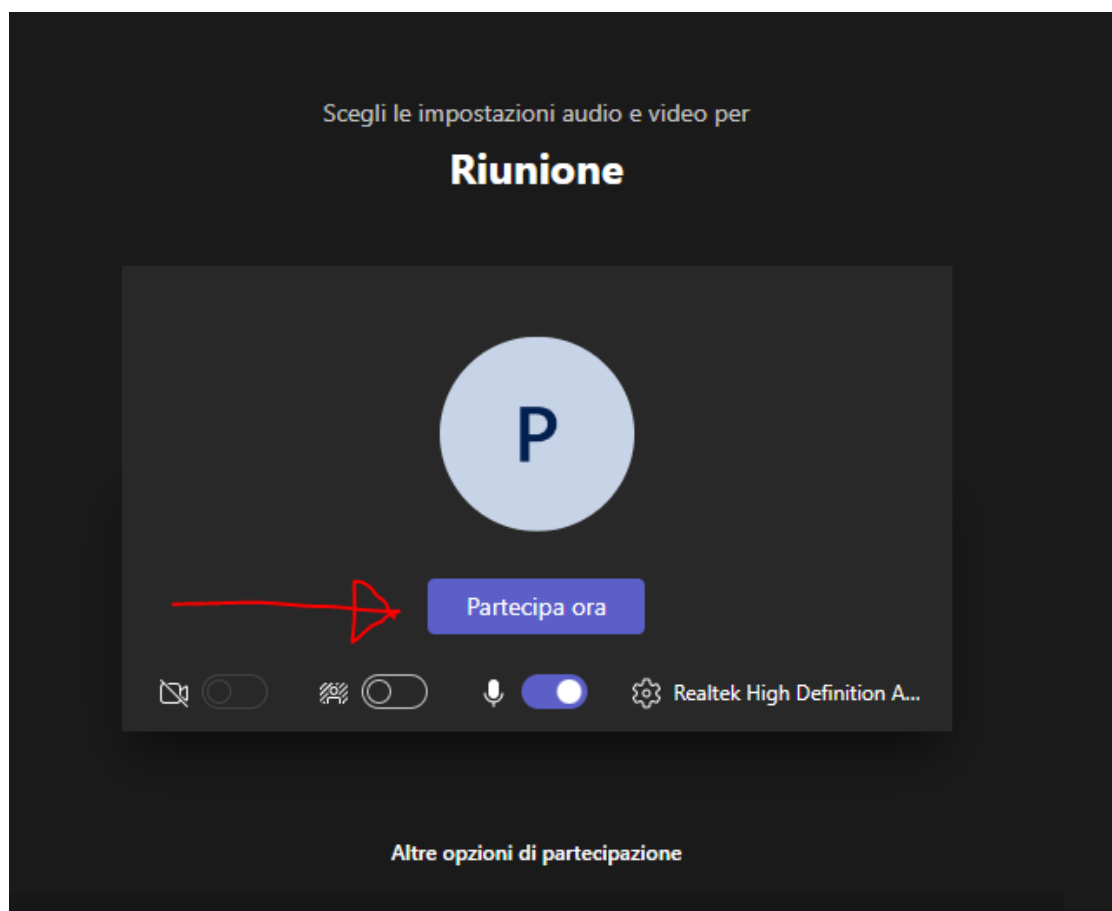 Scegli le impostazioni audio e video per
Riunione
P
Partecipa ora
Realtek High Definition A...
Altre opzioni di partecipazione